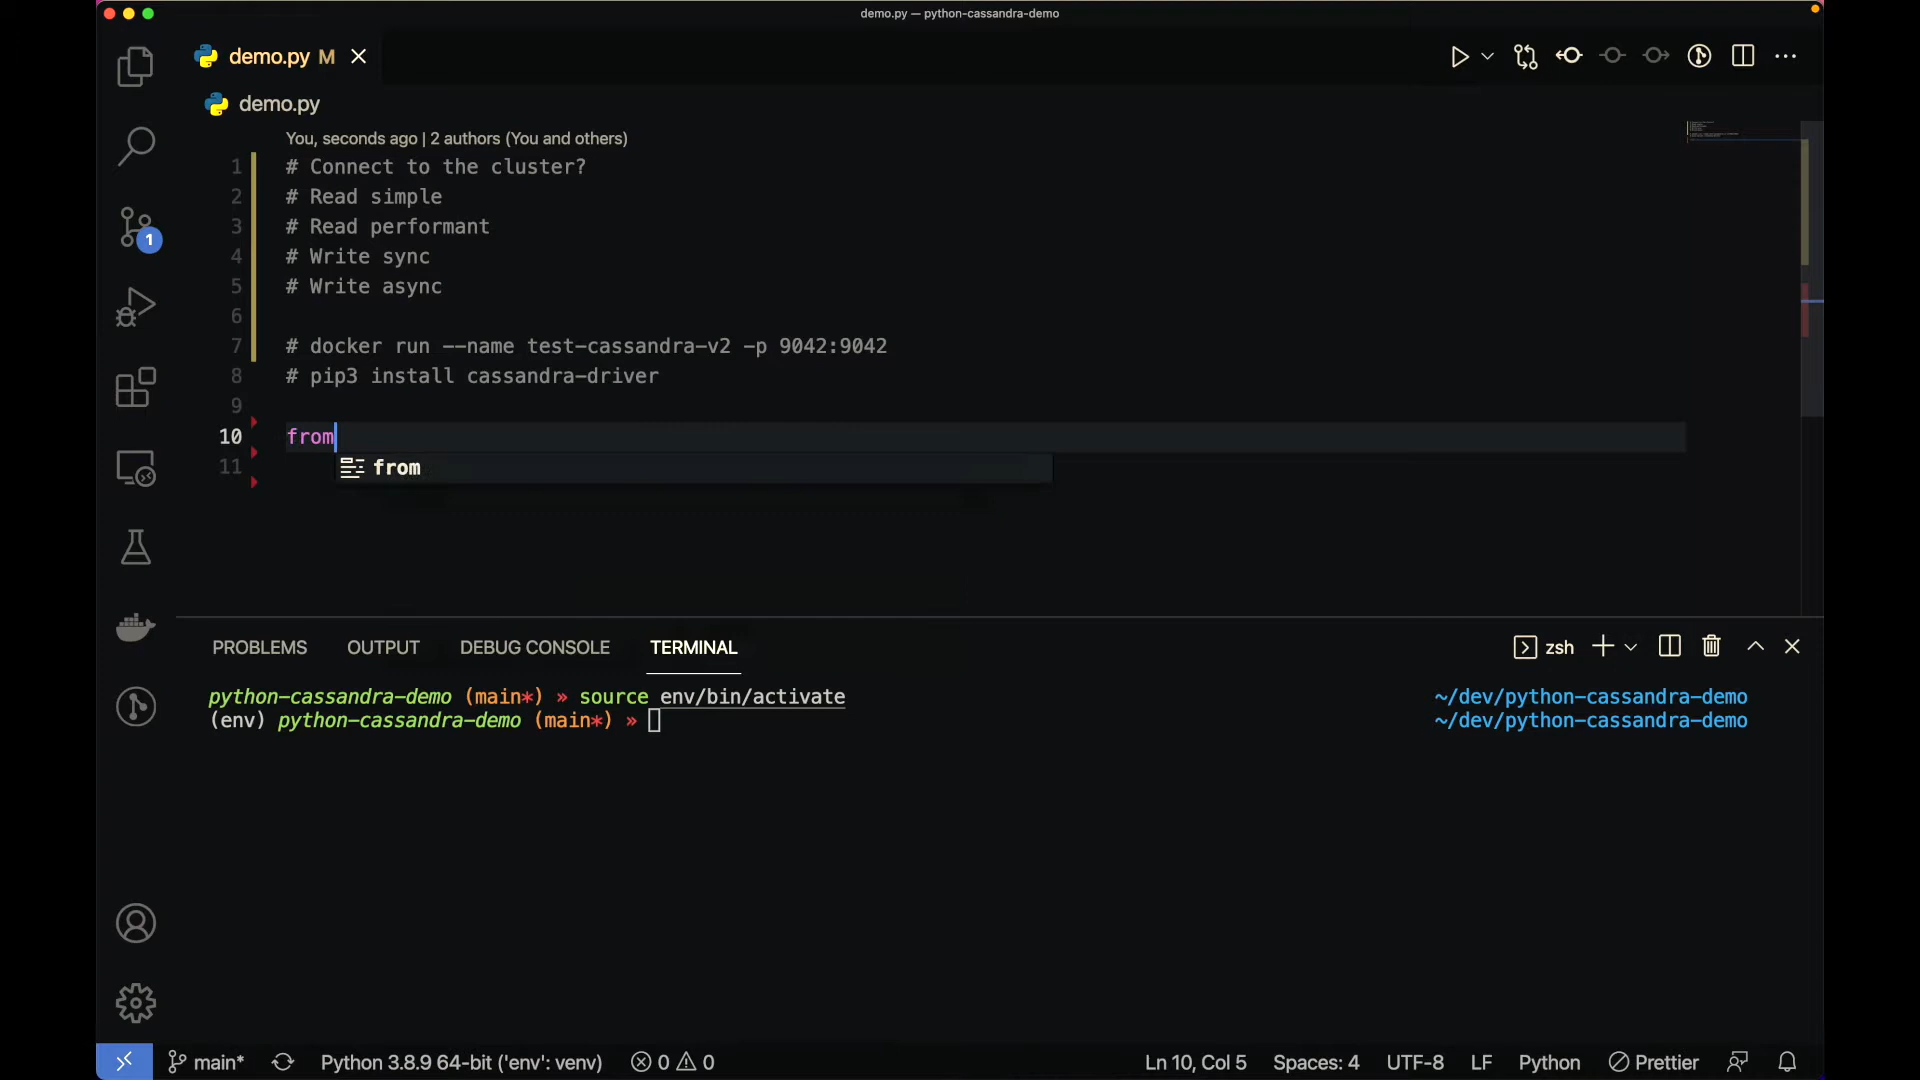 demo.py — python-cassandra-demo
demo.py M
demo.py
You, seconds ago | 2 authors (You and others)
1 # Connect to the cluster?
2 # Read simple
3 # Read performant
4 # Write sync
5 # Write async
6
7 # docker run --name test-cassandra-v2 -p 9042:9042
8 # pip3 install cassandra-driver
9
10 from
from
11
1
PROBLEMS OUTPUT DEBUG CONSOLE TERMINAL zsh
python-cassandra-demo (main*) » source env/bin/activate ~/dev/python-cassandra-demo
(env) python-cassandra-demo (main*) » ~/dev/python-cassandra-demo
main* Python 3.8.9 64-bit ('env': venv) 0 0 Ln 10, Col 5 Spaces: 4 UTF-8 LF Python Prettier